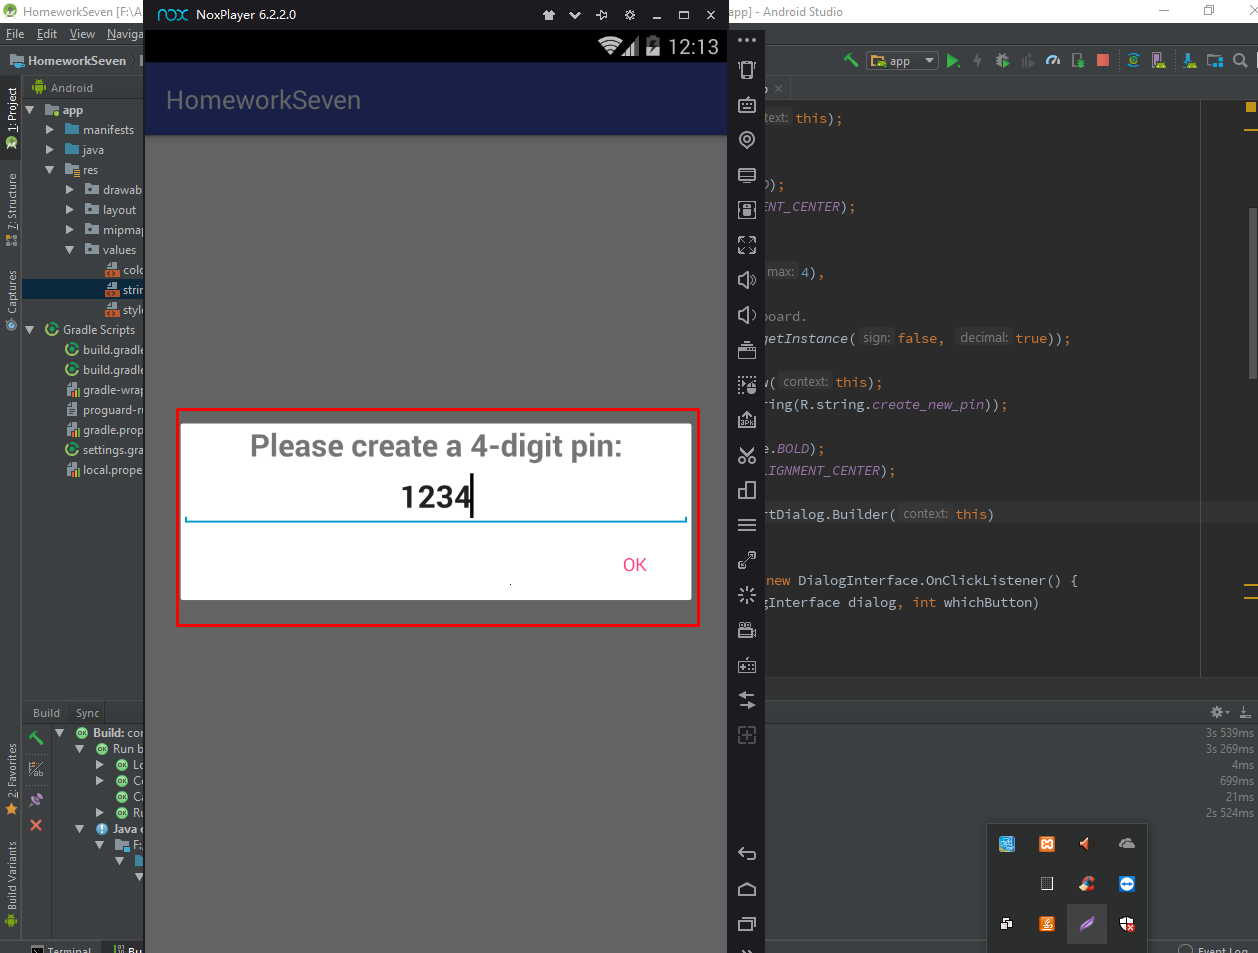 HomeworkSeven [F:\A
NoxPlayer 6.2.2.0
app] - Android Studio
File Edit View Naviga
12:13
HomeworkSeven
app
HomeworkSeven
Android
1: Project
app
manifests
java
res
drawab
layout
mipmap
values
colo
strin
style
Gradle Scripts
build.gradle
build.gradle
gradle-wrap
proguard-ru
gradle.prop
settings.gra
local.prope
7: Structure
Captures
text: this);
D);
ENT_CENTER);
max: 4),
board.
getInstance( sign: false, decimal: true));
w( context: this);
ring(R.string.create_new_pin));
e.BOLD);
LIGNMENT_CENTER);
rtDialog.Builder( context: this)
new DialogInterface.OnClickListener() {
gInterface dialog, int whichButton)
Please create a 4-digit pin:
1234
OK
Build Sync
Build: con
Run b
Lo
Co
Ca
Ru
Java c
F:
3s 539ms
3s 269ms
4ms
699ms
21ms
2s 524ms
2: Favorites
Build Variants
Terminal
Bu
Event Log